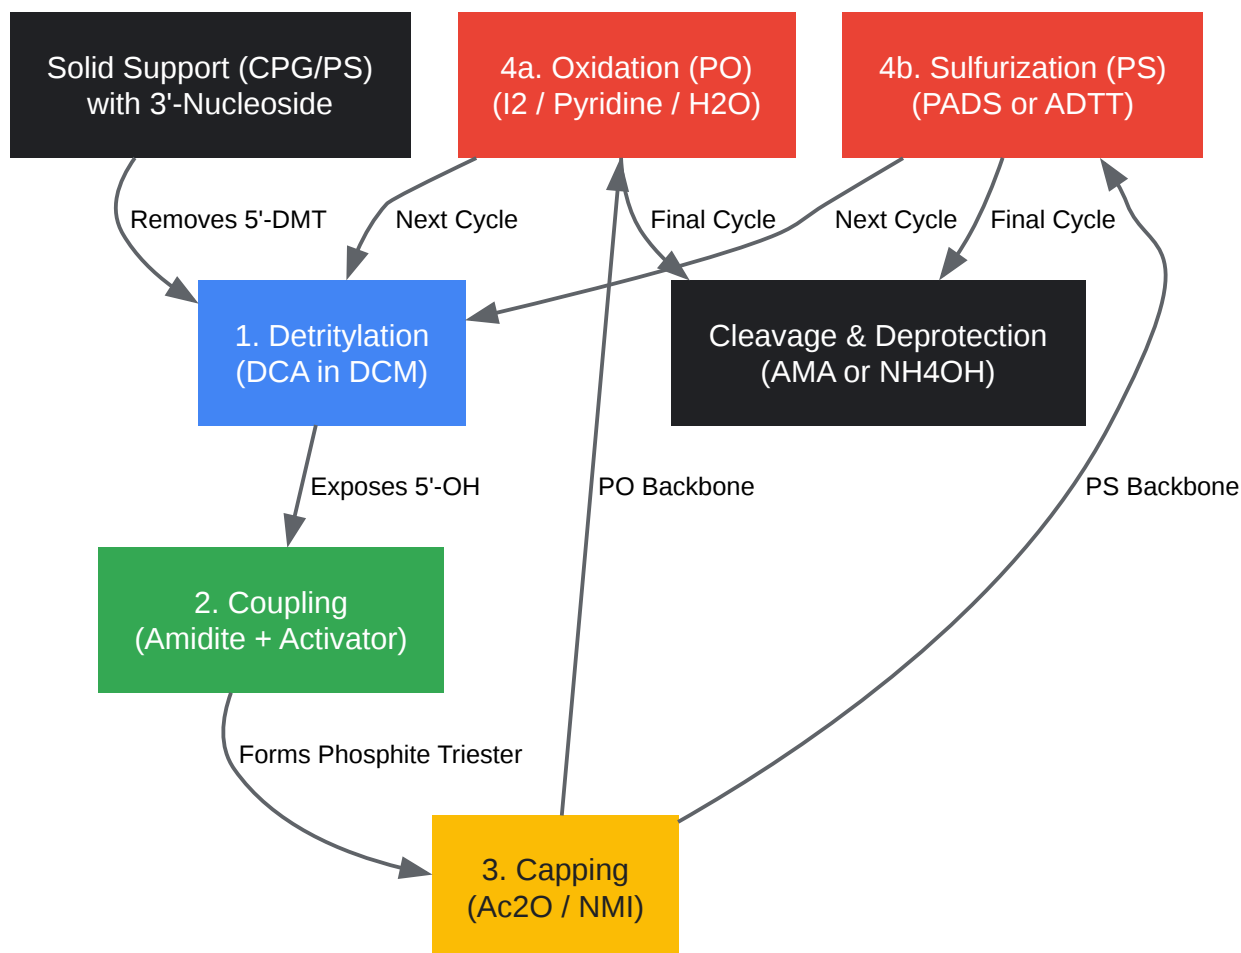 Solid Support (CPG/PS)
with 3'-Nucleoside
4a. Oxidation (PO)
(I2 / Pyridine / H2O)
4b. Sulfurization (PS)
(PADS or ADTT)
Removes 5'-DMT
Next Cycle
Final Cycle
Next Cycle
Final Cycle
1. Detritylation
(DCA in DCM)
Cleavage & Deprotection
(AMA or NH4OH)
Exposes 5'-OH
PO Backbone
PS Backbone
2. Coupling
(Amidite + Activator)
Forms Phosphite Triester
3. Capping
(Ac2O / NMI)